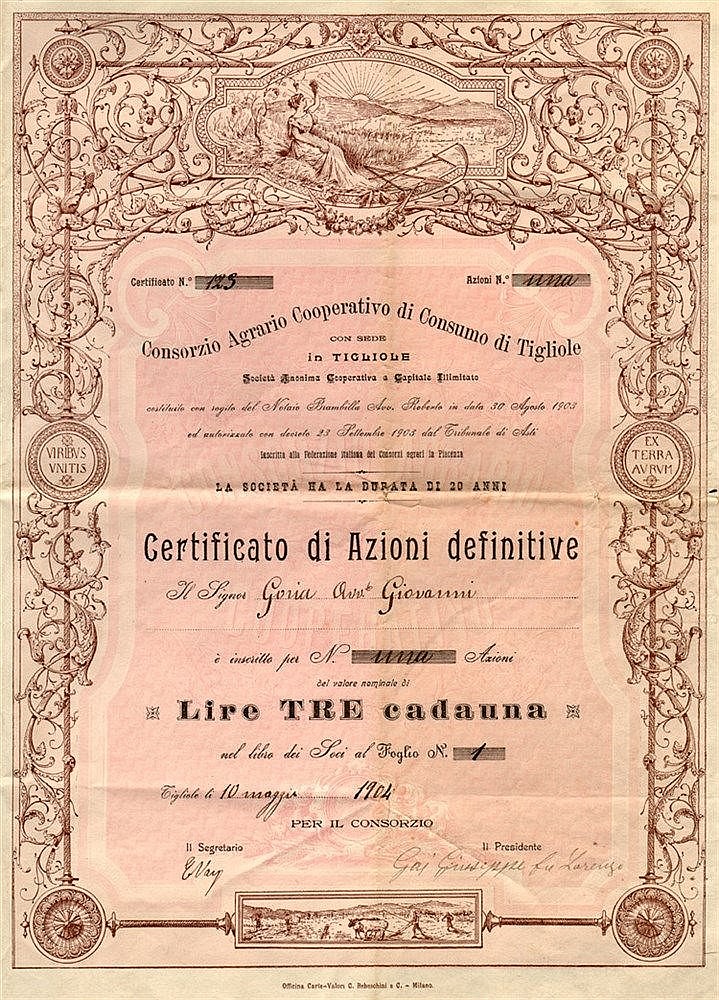 Certificato N.° 123
Azioni N.° una
Consorzio Agrario Cooperativo di Consumo di Tigliole
CON SEDE
in TIGLIOLE
Società Anonima Cooperativa a Capitale Illimitato
costituito con rogito del Notaio Brambilla Avv. Roberto in data 30 Agosto 1903
ed autorizzato con decreto 23 Settembre 1903 dal Tribunale di Asti
Inscritta alla Federazione Italiana dei Consorzi agrari in Piacenza
VIRIBVS
VNITIS
EX
TERRA
AVRVM
LA SOCIETÀ HA LA DURATA DI 20 ANNI
Certificato di Azioni definitive
Il Signor Goria Avv.to Giovanni
è inscritto per N. una Azioni
del valore nominale di
Lire TRE cadauna
nel libro dei Soci al Foglio N. 1
Tigliole li 10 maggio 1904
PER IL CONSORZIO
Il Segretario
Il Presidente
Goj Giuseppe fu Lorenzo
Officina Carte-Valori C. Rebeschini e C. - Milano.